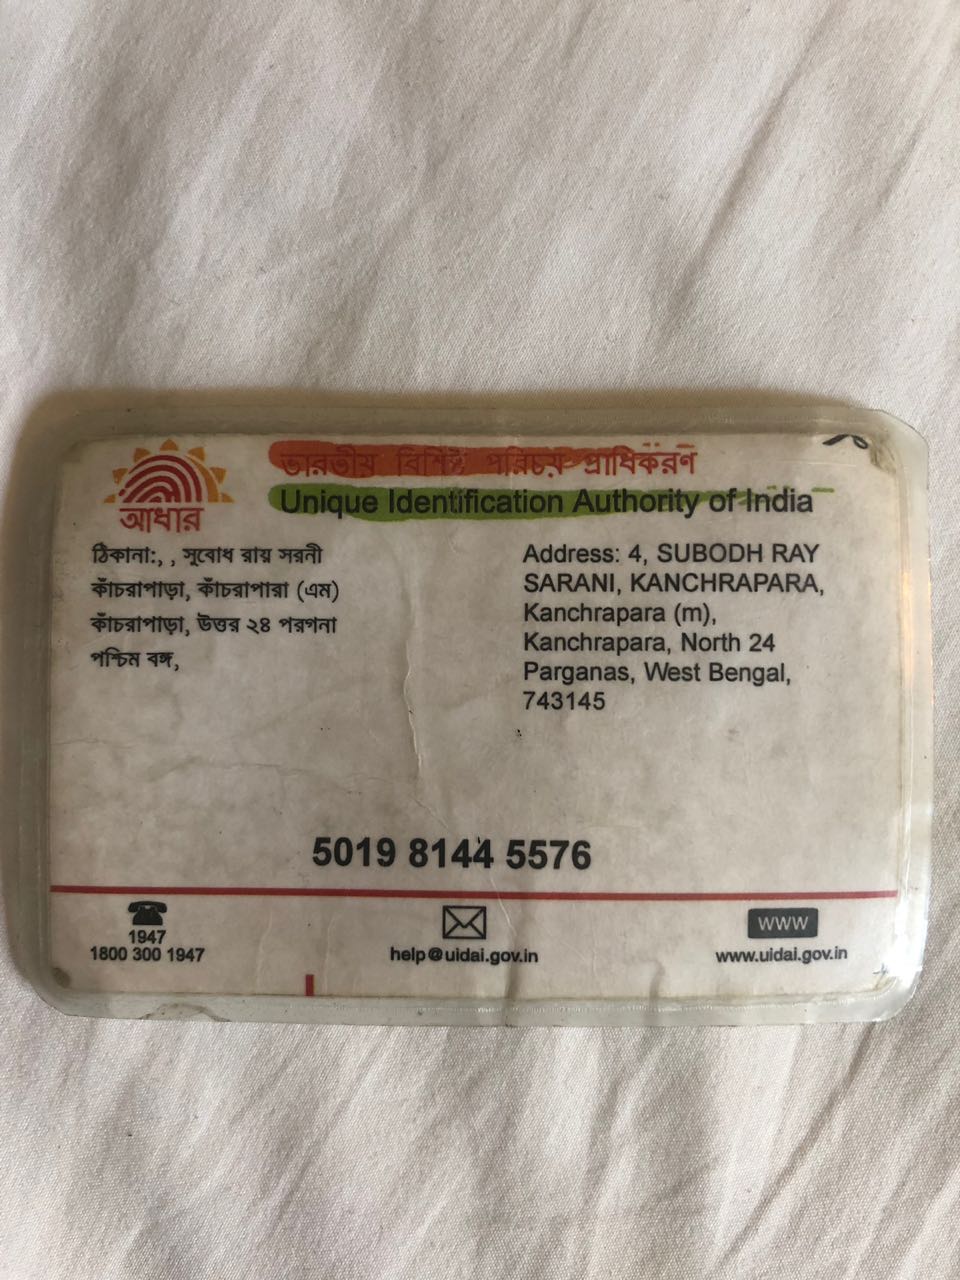 ভারতীয় বিশিষ্ট পরিচয় প্রাধিকরণ
Unique Identification Authority of India
আধার
ঠিকানা:, , সুবোধ রায় সরনী
কাঁচরাপাড়া, কাঁচরাপারা (এম)
কাঁচরাপাড়া, উত্তর ২৪ পরগনা
পশ্চিম বঙ্গ,
Address: 4, SUBODH RAY
SARANI, KANCHRAPARA,
Kanchrapara (m),
Kanchrapara, North 24
Parganas, West Bengal,
743145
5019 8144 5576
1947
1800 300 1947
help@uidai.gov.in
WWW
www.uidai.gov.in